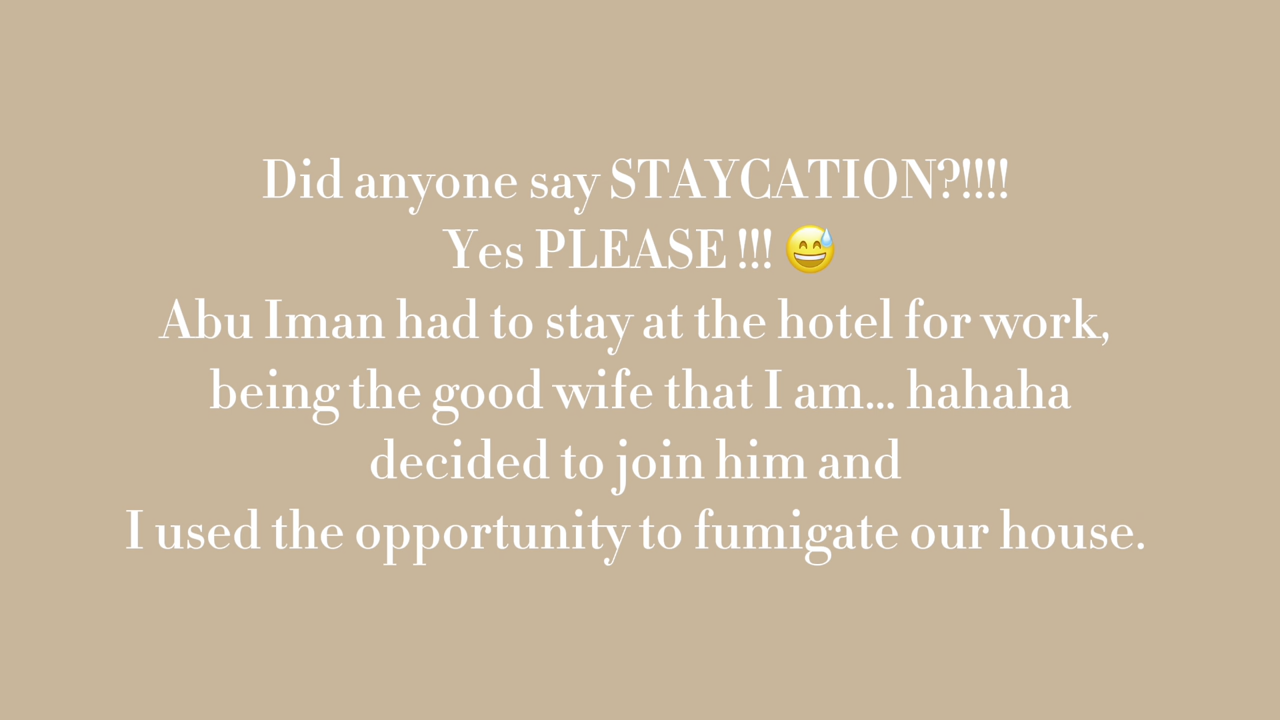 Did anyone say STAYCATION?!!!!
Yes PLEASE !!! 😅
Abu Iman had to stay at the hotel for work,
being the good wife that I am... hahaha
decided to join him and
I used the opportunity to fumigate our house.